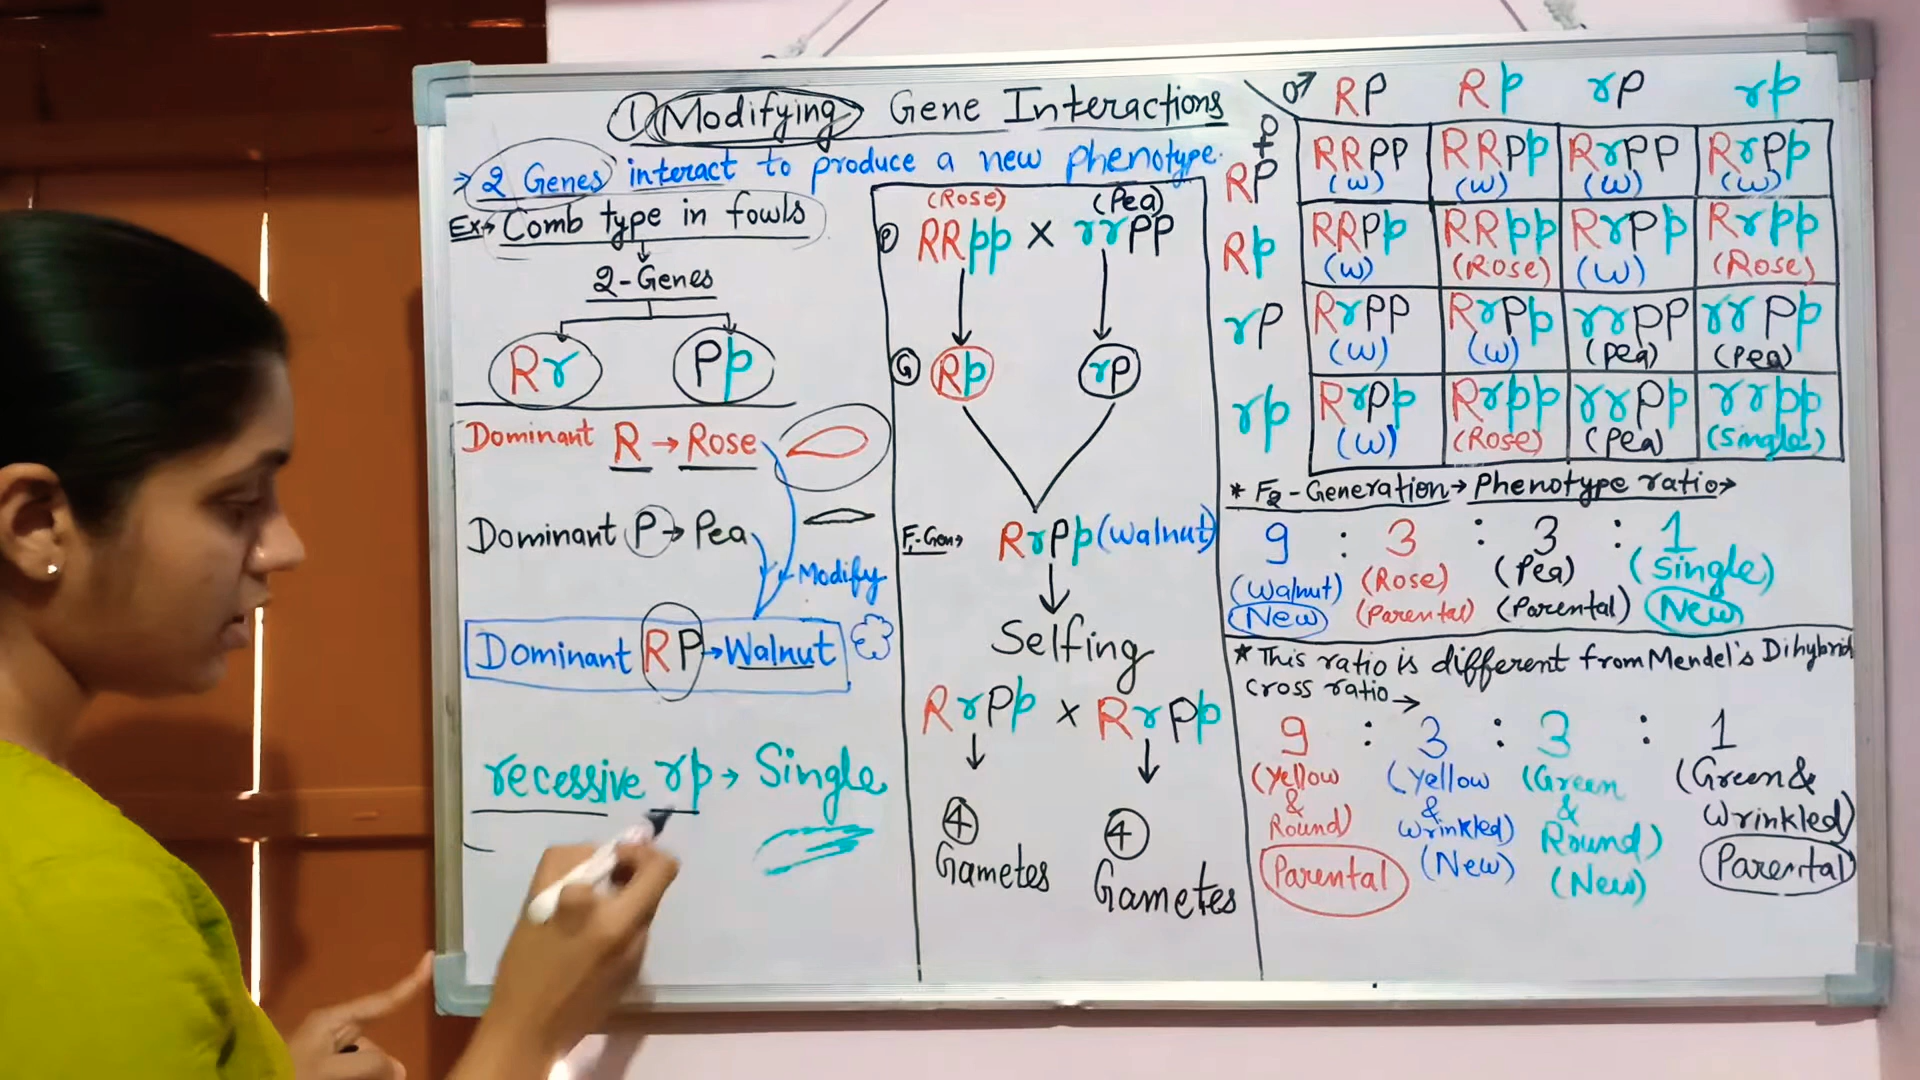 ① Modifying Gene Interactions
⇒ 2 Genes interact to produce a new phenotype.
Ex→ Comb type in fowls
2-Genes
Rr Pp
Dominant R → Rose
Dominant P → Pea
Modify
Dominant RP → Walnut
recessive rp → Single
(Rose) (Pea)
P RRpp × rrPP
G Rp rP
F1-Gen→ RrPp (Walnut)
Selfing
RrPp × RrPp
4 4
Gametes Gametes
♂ RP Rp rP rp
♀
RP RRPP RRPp RrPP RrPp
(W) (W) (W) (W)
Rp RRPp RRpp RrPp Rrpp
(W) (Rose) (W) (Rose)
rP RrPP RrPp rrPP rrPp
(W) (W) (Pea) (Pea)
rp RrPp Rrpp rrPp rrpp
(W) (Rose) (Pea) (Single)
* F2-Generation → Phenotype ratio →
9 : 3 : 3 : 1
(Walnut) (Rose) (Pea) (Single)
New (Parental) (Parental) New
* This ratio is different from Mendel's Dihybrid
Cross ratio →
9 : 3 : 3 : 1
(Yellow (Yellow (Green (Green &
& & & Wrinkled)
Round) Wrinkled) Round)
Parental (New) (New) Parental